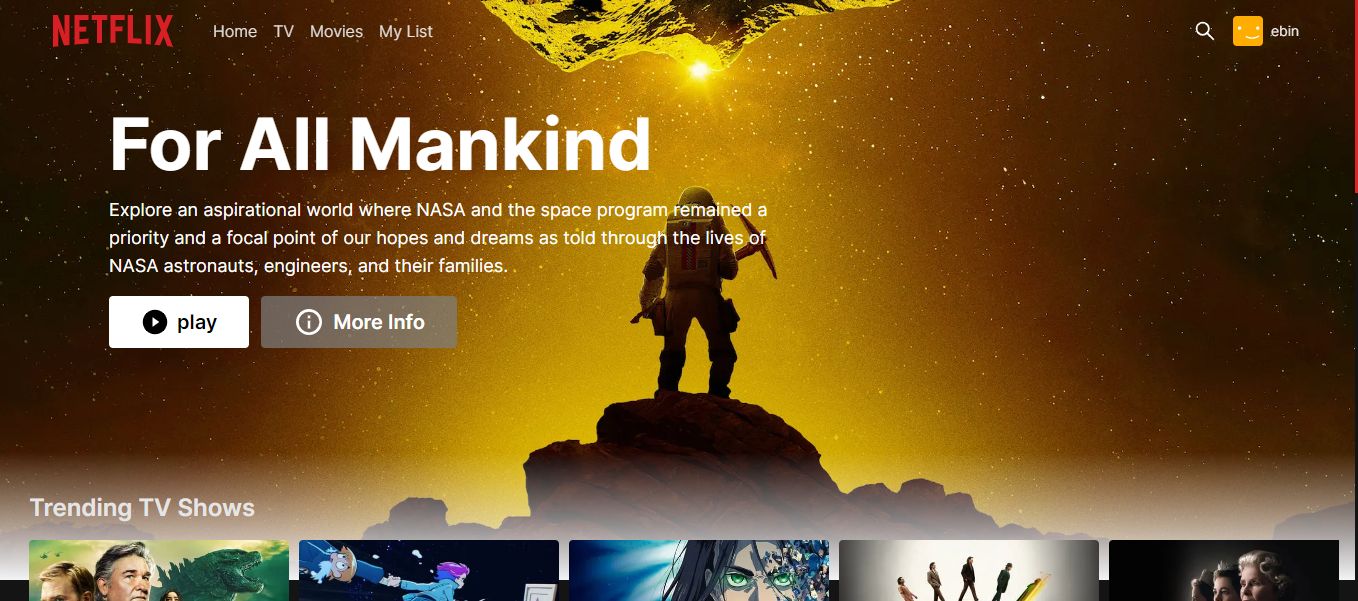 NETFLIX
Home TV Movies My List
ebin
For All Mankind
Explore an aspirational world where NASA and the space program remained a
priority and a focal point of our hopes and dreams as told through the lives of
NASA astronauts, engineers, and their families.
play
More Info
Trending TV Shows